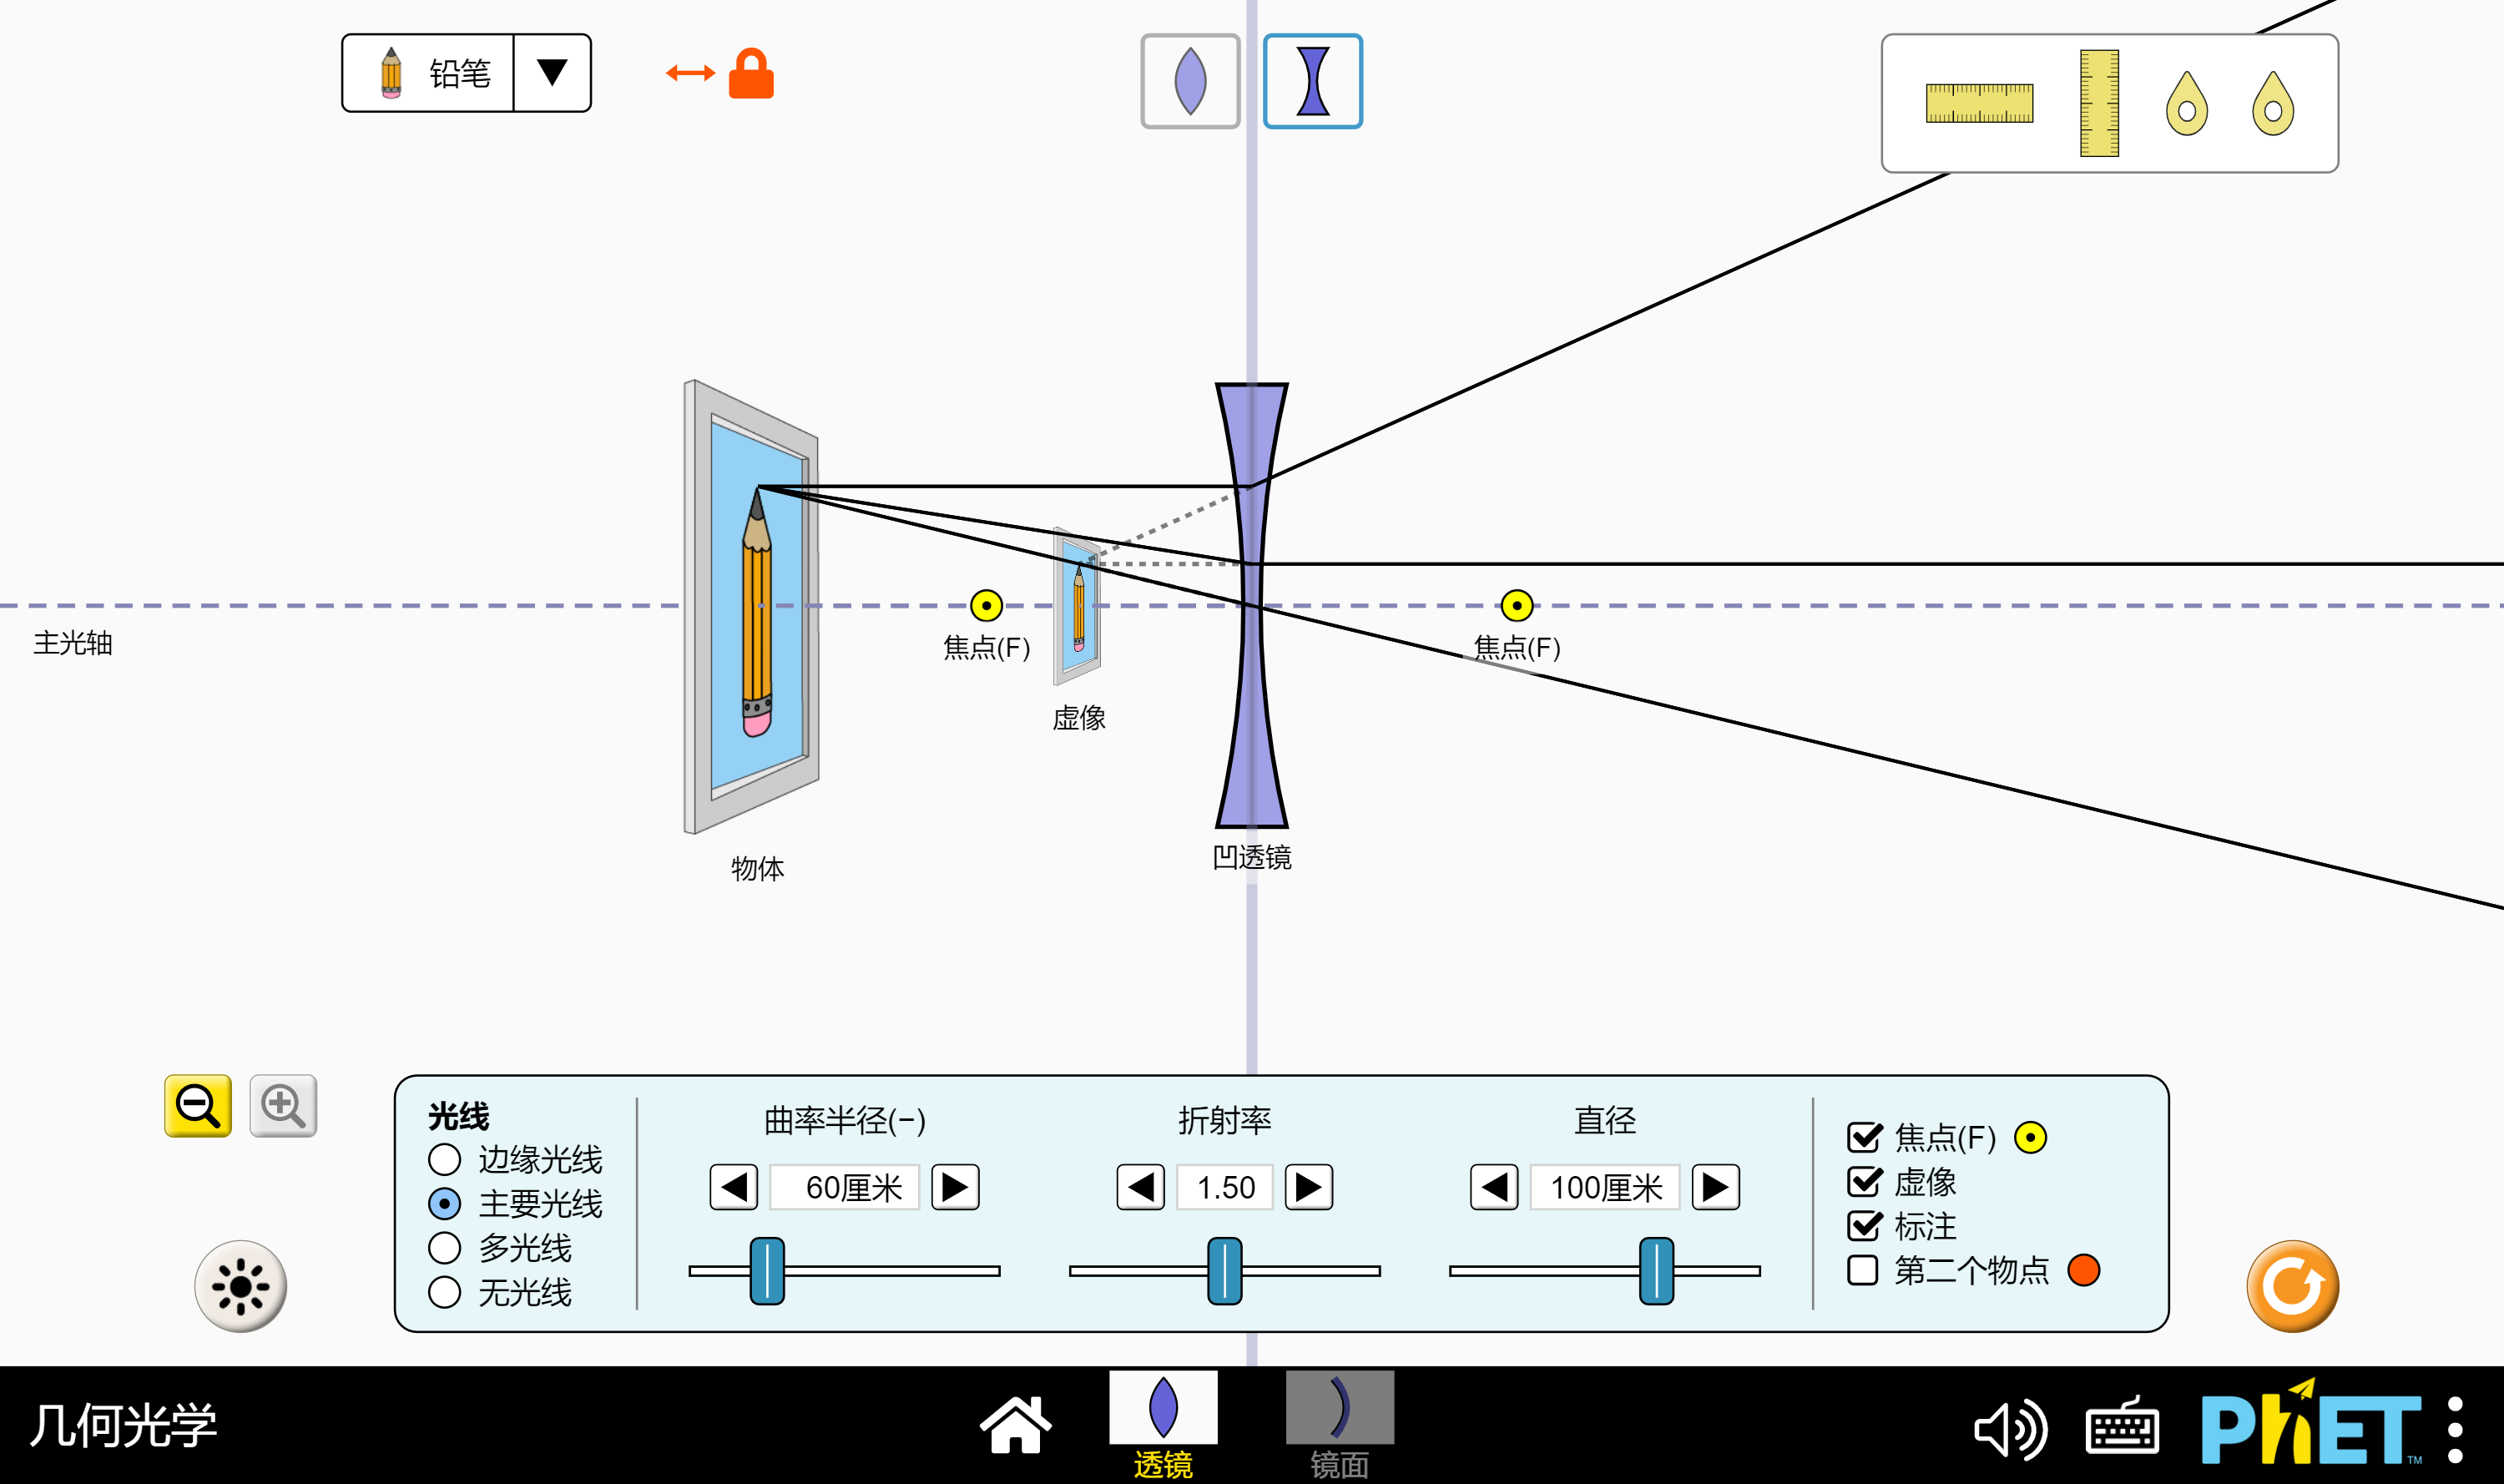 铅笔
主光轴
焦点(F)
焦点(F)
虚像
物体
凹透镜
光线
边缘光线
主要光线
多光线
无光线
曲率半径(−)
60厘米
折射率
1.50
直径
100厘米
焦点(F)
虚像
标注
第二个物点
几何光学
透镜
镜面
PhET™